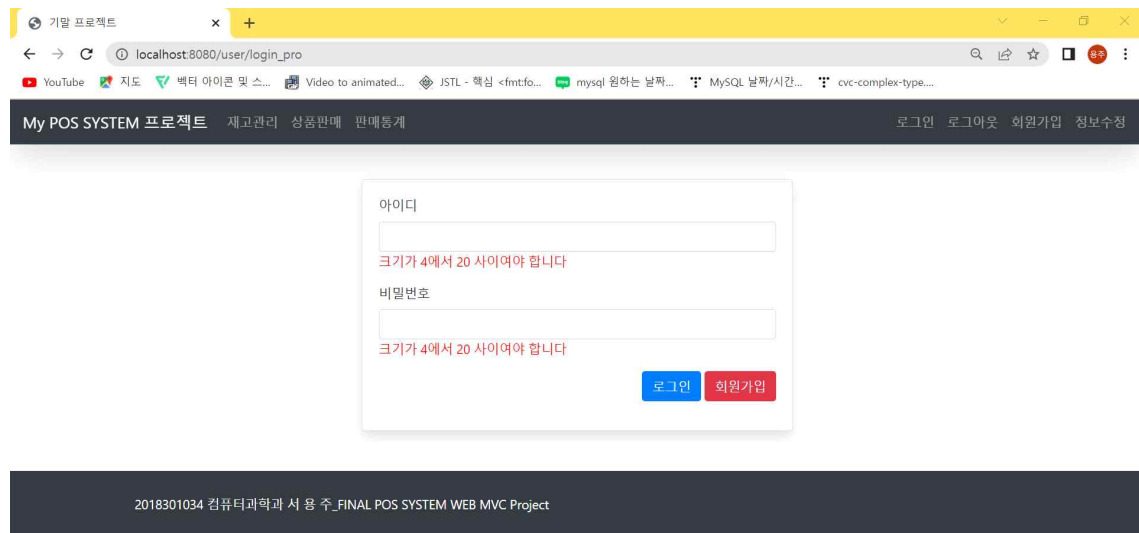 기말 프로젝트
localhost:8080/user/login_pro
용주
YouTube 지도 벡터 아이콘 및 스... Video to animated... JSTL - 핵심 <fmt:fo... mysql 원하는 날짜... MySQL 날짜/시간... cvc-complex-type....
My POS SYSTEM 프로젝트 재고관리 상품판매 판매통계 로그인 로그아웃 회원가입 정보수정
아이디
크기가 4에서 20 사이여야 합니다
비밀번호
크기가 4에서 20 사이여야 합니다
로그인 회원가입
2018301034 컴퓨터과학과 서 용 주_FINAL POS SYSTEM WEB MVC Project